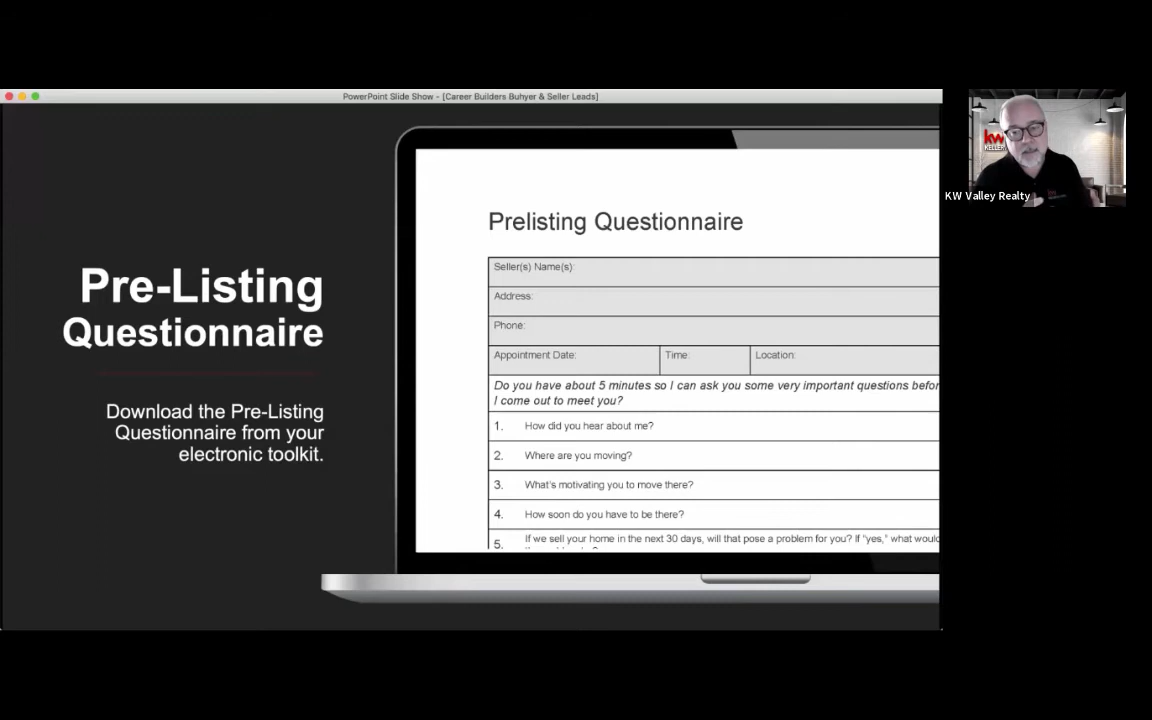 PowerPoint Slide Show - [Career Builders Buhyer & Seller Leads]
Pre-Listing
Questionnaire
Download the Pre-Listing
Questionnaire from your
electronic toolkit.
Prelisting Questionnaire
Seller(s) Name(s):
Address:
Phone:
Appointment Date: Time: Location:
Do you have about 5 minutes so I can ask you some very important questions befor
I come out to meet you?
1. How did you hear about me?
2. Where are you moving?
3. What's motivating you to move there?
4. How soon do you have to be there?
5. If we sell your home in the next 30 days, will that pose a problem for you? If "yes," what would
kw
KELLER
KW Valley Realty